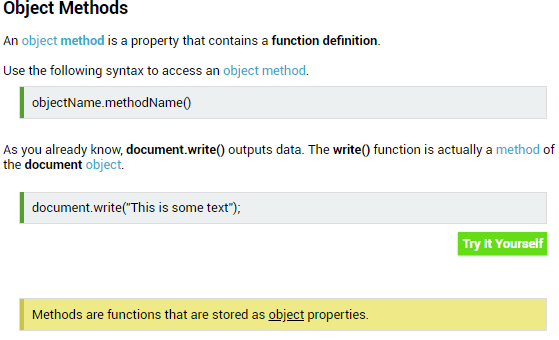 Object Methods
An object method is a property that contains a function definition.
Use the following syntax to access an object method.
objectName.methodName()
As you already know, document.write() outputs data. The write() function is actually a method of
the document object.
document.write("This is some text");
Try It Yourself
Methods are functions that are stored as object properties.